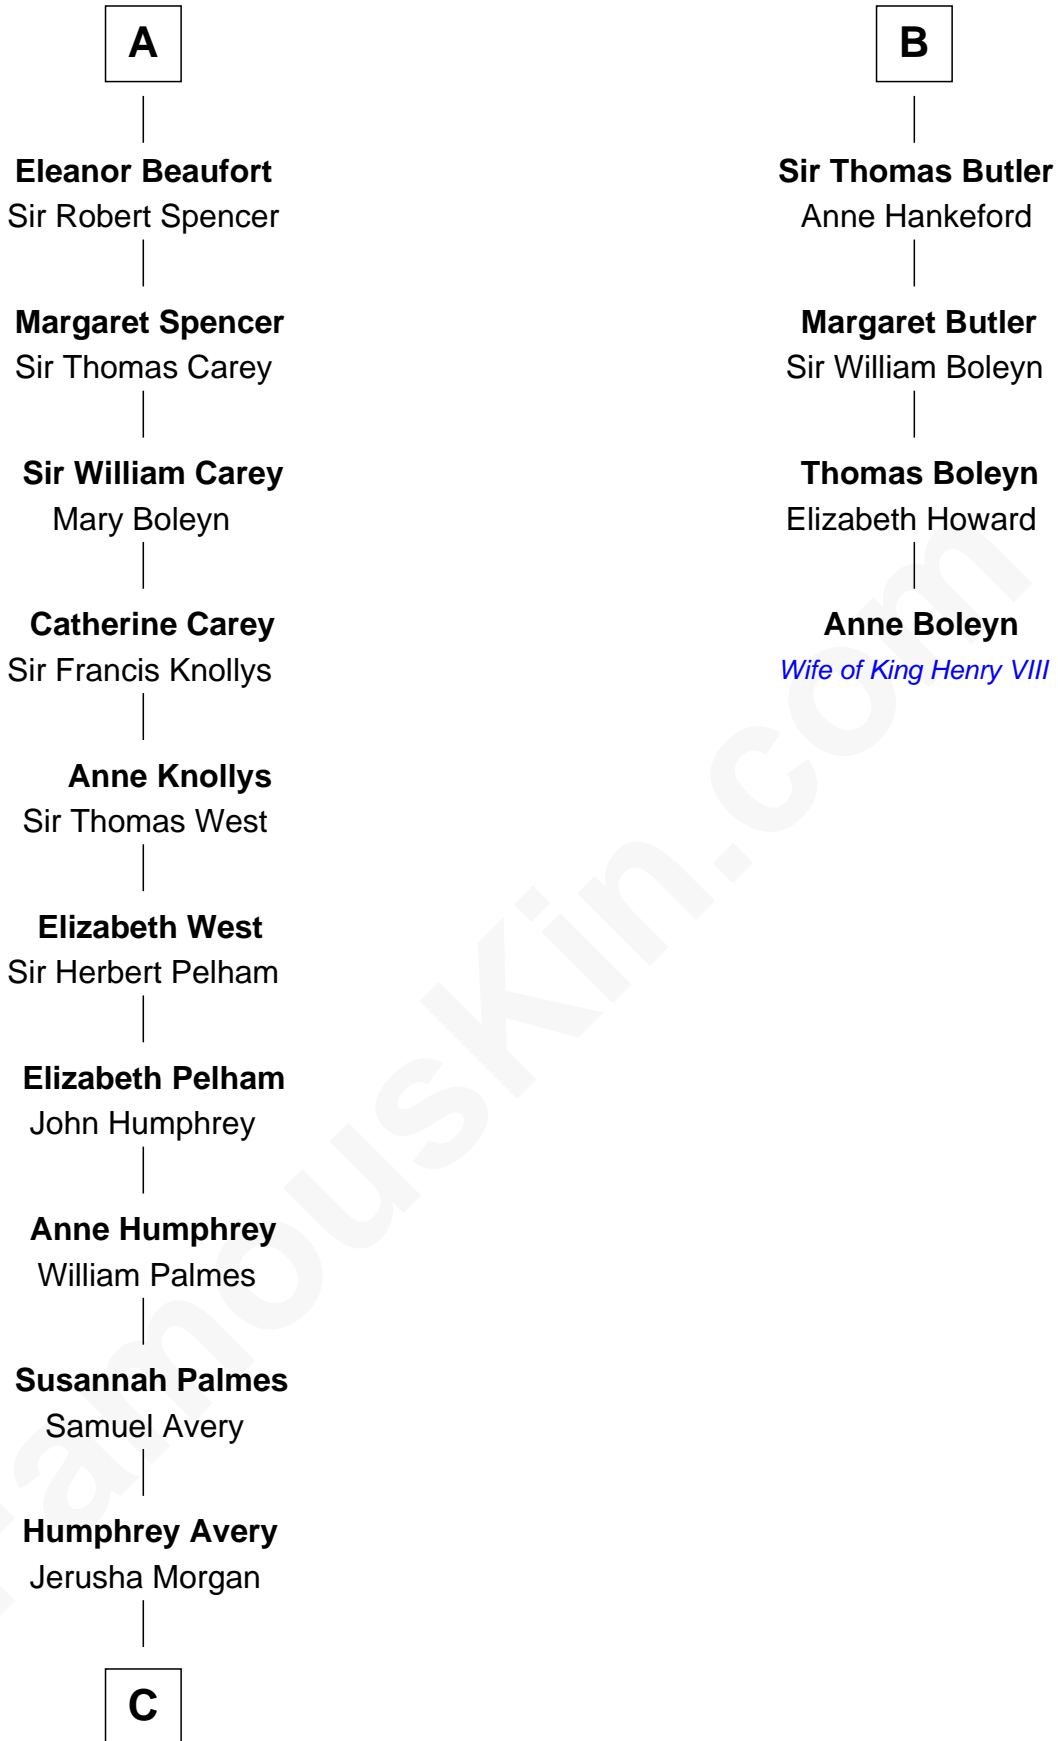 A
Eleanor Beaufort
Sir Robert Spencer
Margaret Spencer
Sir Thomas Carey
Sir William Carey
Mary Boleyn
Catherine Carey
Sir Francis Knollys
Anne Knollys
Sir Thomas West
Elizabeth West
Sir Herbert Pelham
Elizabeth Pelham
John Humphrey
Anne Humphrey
William Palmes
Susannah Palmes
Samuel Avery
Humphrey Avery
Jerusha Morgan
C
B
Sir Thomas Butler
Anne Hankeford
Margaret Butler
Sir William Boleyn
Thomas Boleyn
Elizabeth Howard
Anne Boleyn
Wife of King Henry VIII
FamousKin.com